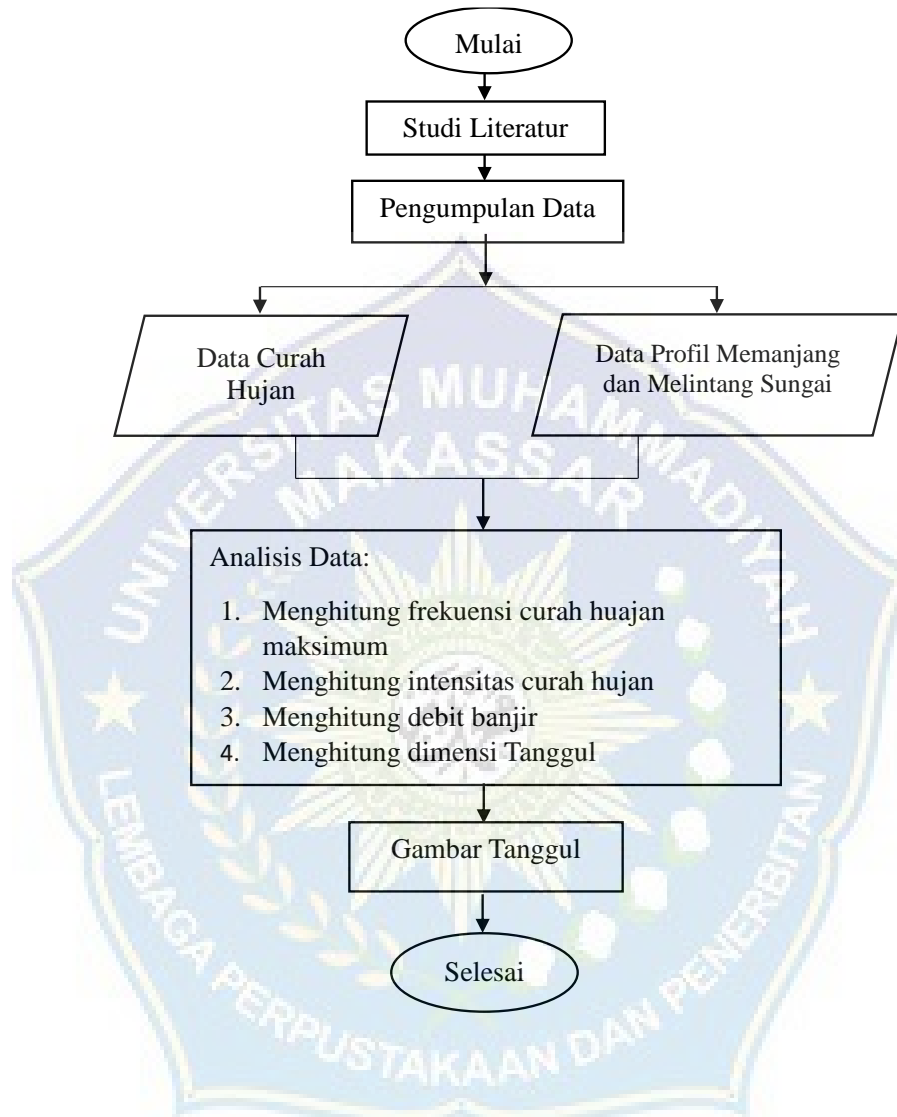 Mulai
Studi Literatur
Pengumpulan Data
Data Curah
Hujan
Data Profil Memanjang
dan Melintang Sungai
UNIVERSITAS MUHAMMADIYAH
MAKASSAR
Analisis Data:
1. Menghitung frekuensi curah huajan
maksimum
2. Menghitung intensitas curah hujan
3. Menghitung debit banjir
4. Menghitung dimensi Tanggul
Gambar Tanggul
Selesai
LEMBAGA PERPUSTAKAAN DAN PENERBITAN